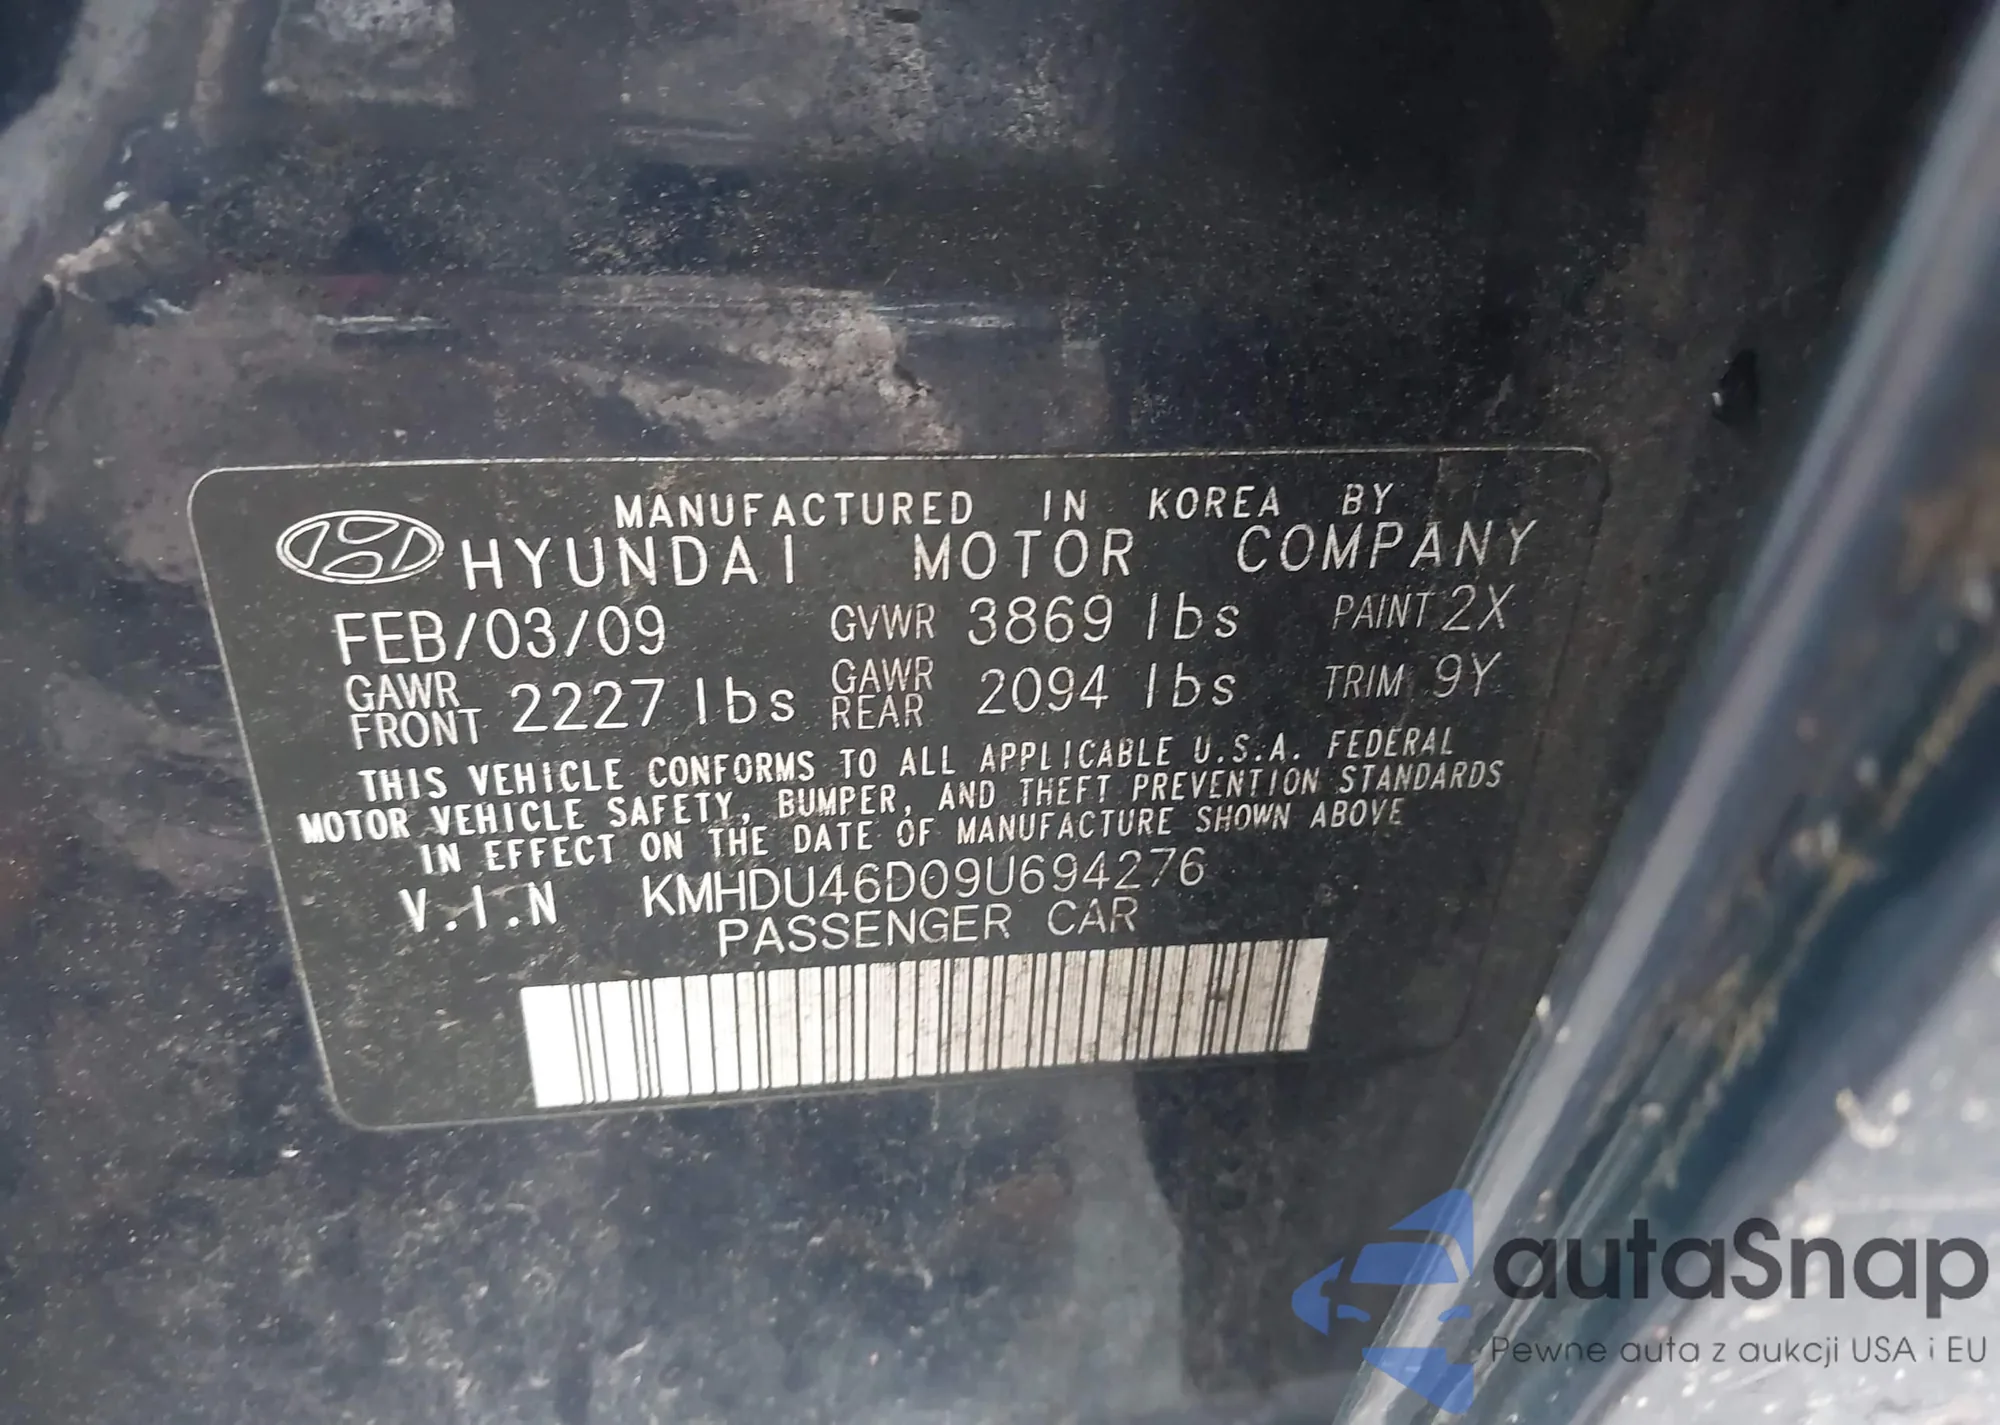 MANUFACTURED IN KOREA BY
HYUNDAI MOTOR COMPANY
FEB/03/09 GVWR 3869 lbs PAINT 2X
GAWR FRONT 2227 lbs GAWR REAR 2094 lbs TRIM 9Y
THIS VEHICLE CONFORMS TO ALL APPLICABLE U.S.A. FEDERAL
MOTOR VEHICLE SAFETY, BUMPER, AND THEFT PREVENTION STANDARDS
IN EFFECT ON THE DATE OF MANUFACTURE SHOWN ABOVE
V.I.N KMHDU46D09U694276
PASSENGER CAR
autaSnap
Pewne auta z aukcji USA i EU